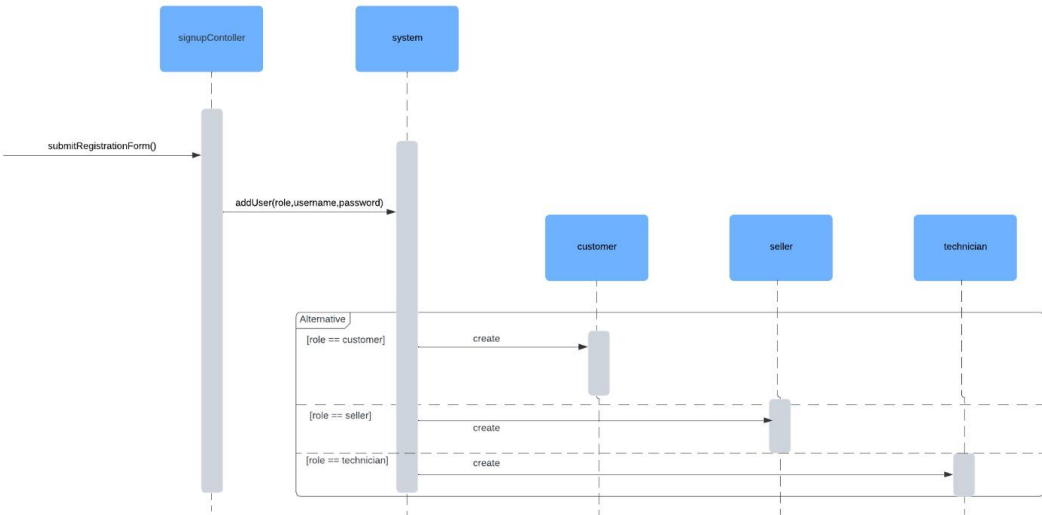 signupContoller
system
submitRegistrationForm()
addUser(role,username,password)
customer
seller
technician
Alternative
[role == customer]
create
[role == seller]
create
[role == technician]
create